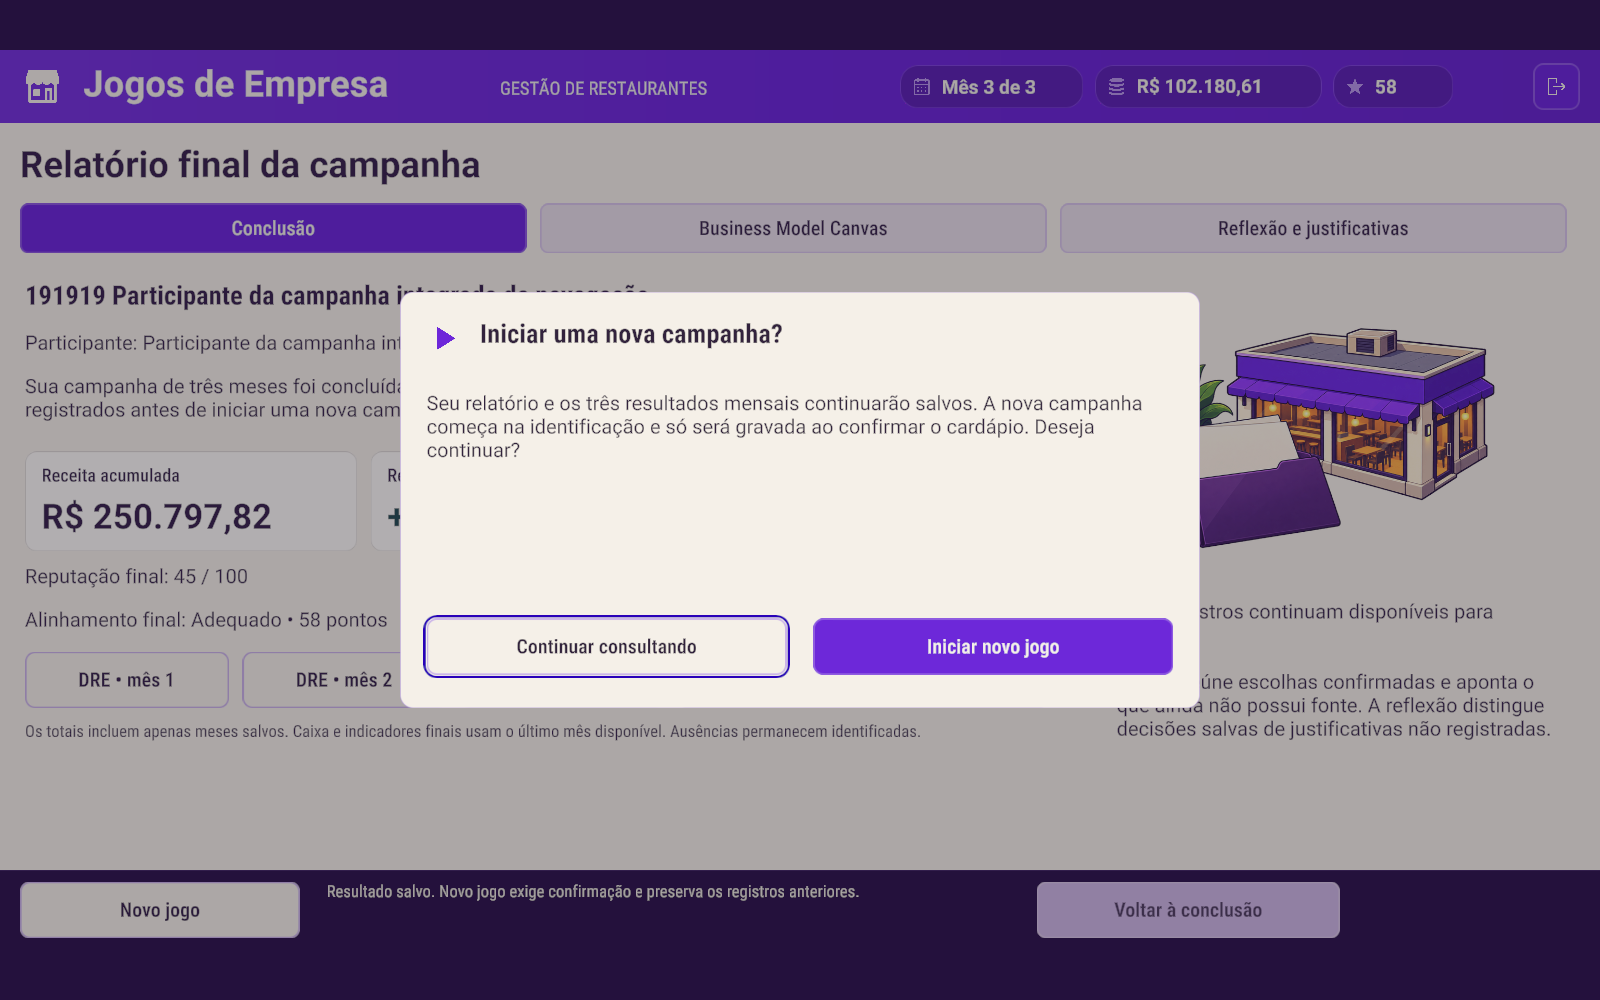 Jogos de Empresa
GESTÃO DE RESTAURANTES
Mês 3 de 3
R$ 102.180,61
58
Relatório final da campanha
Conclusão
Business Model Canvas
Reflexão e justificativas
191919 Participante da campanha
Participante: Participante da campanha
Sua campanha de três meses foi concluída
registrados antes de iniciar uma nova
Receita acumulada
R$ 250.797,82
Reputação final: 45 / 100
Alinhamento final: Adequado • 58 pontos
DRE • mês 1
DRE • mês 2
Os totais incluem apenas meses salvos. Caixa e indicadores finais usam o último mês disponível. Ausências permanecem identificadas.
Iniciar uma nova campanha?
Seu relatório e os três resultados mensais continuarão salvos. A nova campanha
começa na identificação e só será gravada ao confirmar o cardápio. Deseja
continuar?
Continuar consultando
Iniciar novo jogo
continuam disponíveis para
escolhas confirmadas e aponta o
não possui fonte. A reflexão distingue
decisões salvas de justificativas não registradas.
Novo jogo
Resultado salvo. Novo jogo exige confirmação e preserva os registros anteriores.
Voltar à conclusão